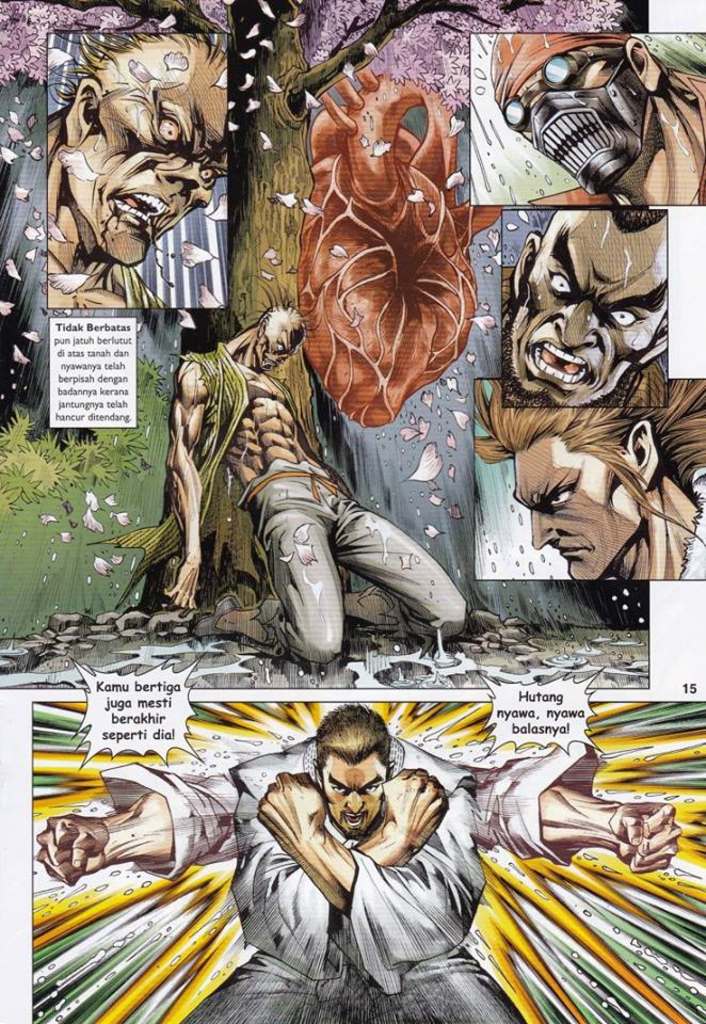 Tidak Berbatas
pun jatuh berlutut
di atas tanah dan
nyawanya telah
berpisah dengan
badannya kerana
jantungnya telah
hancur ditendang.
15
Kamu bertiga
juga mesti
berakhir
seperti dia!
Hutang
nyawa, nyawa
balasnya!